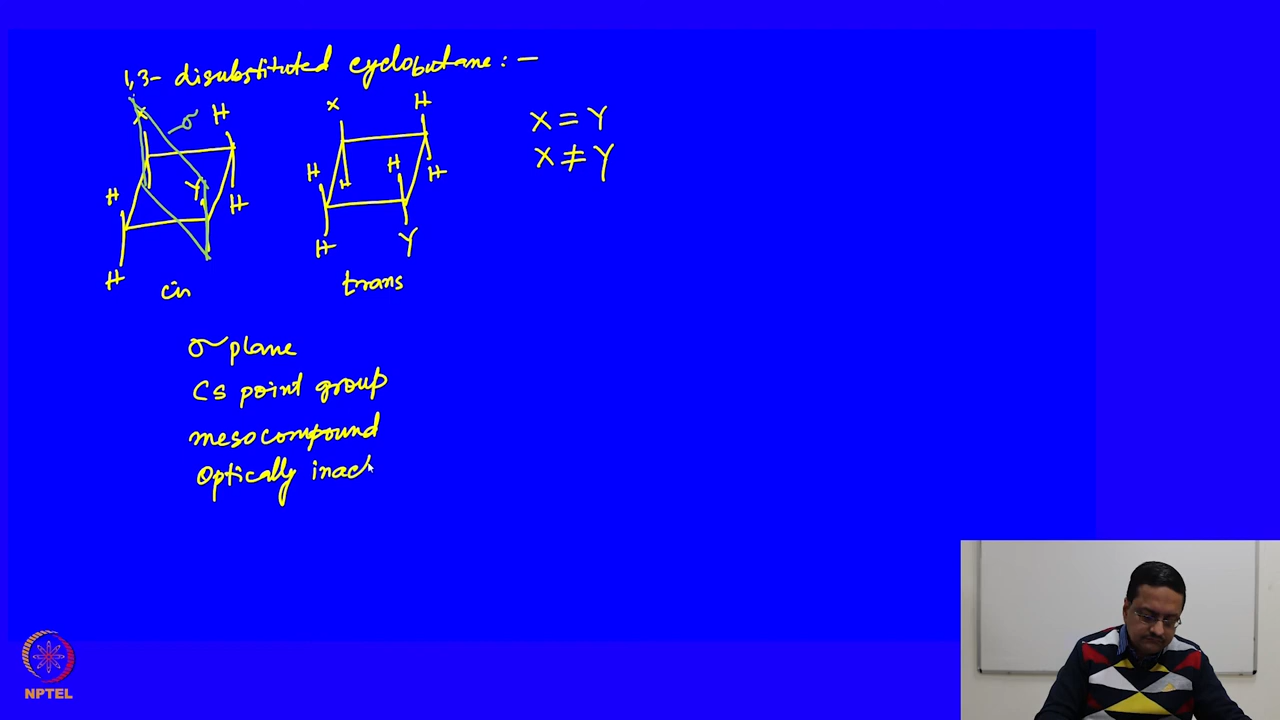 1,3- disubstituted cyclobutane : -
X H X H X = Y
H Y H H H H X ≠ Y
H H Y
cis trans
σ
σ plane
Cs point group
meso compound
Optically inact
NPTEL